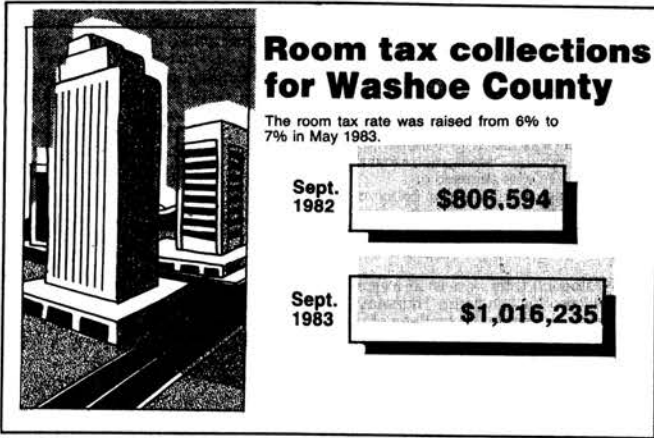 Room tax collections
for Washoe County
The room tax rate was raised from 6% to
7% in May 1983.
Sept.
1982
$806,594
Sept.
1983
$1,016,235